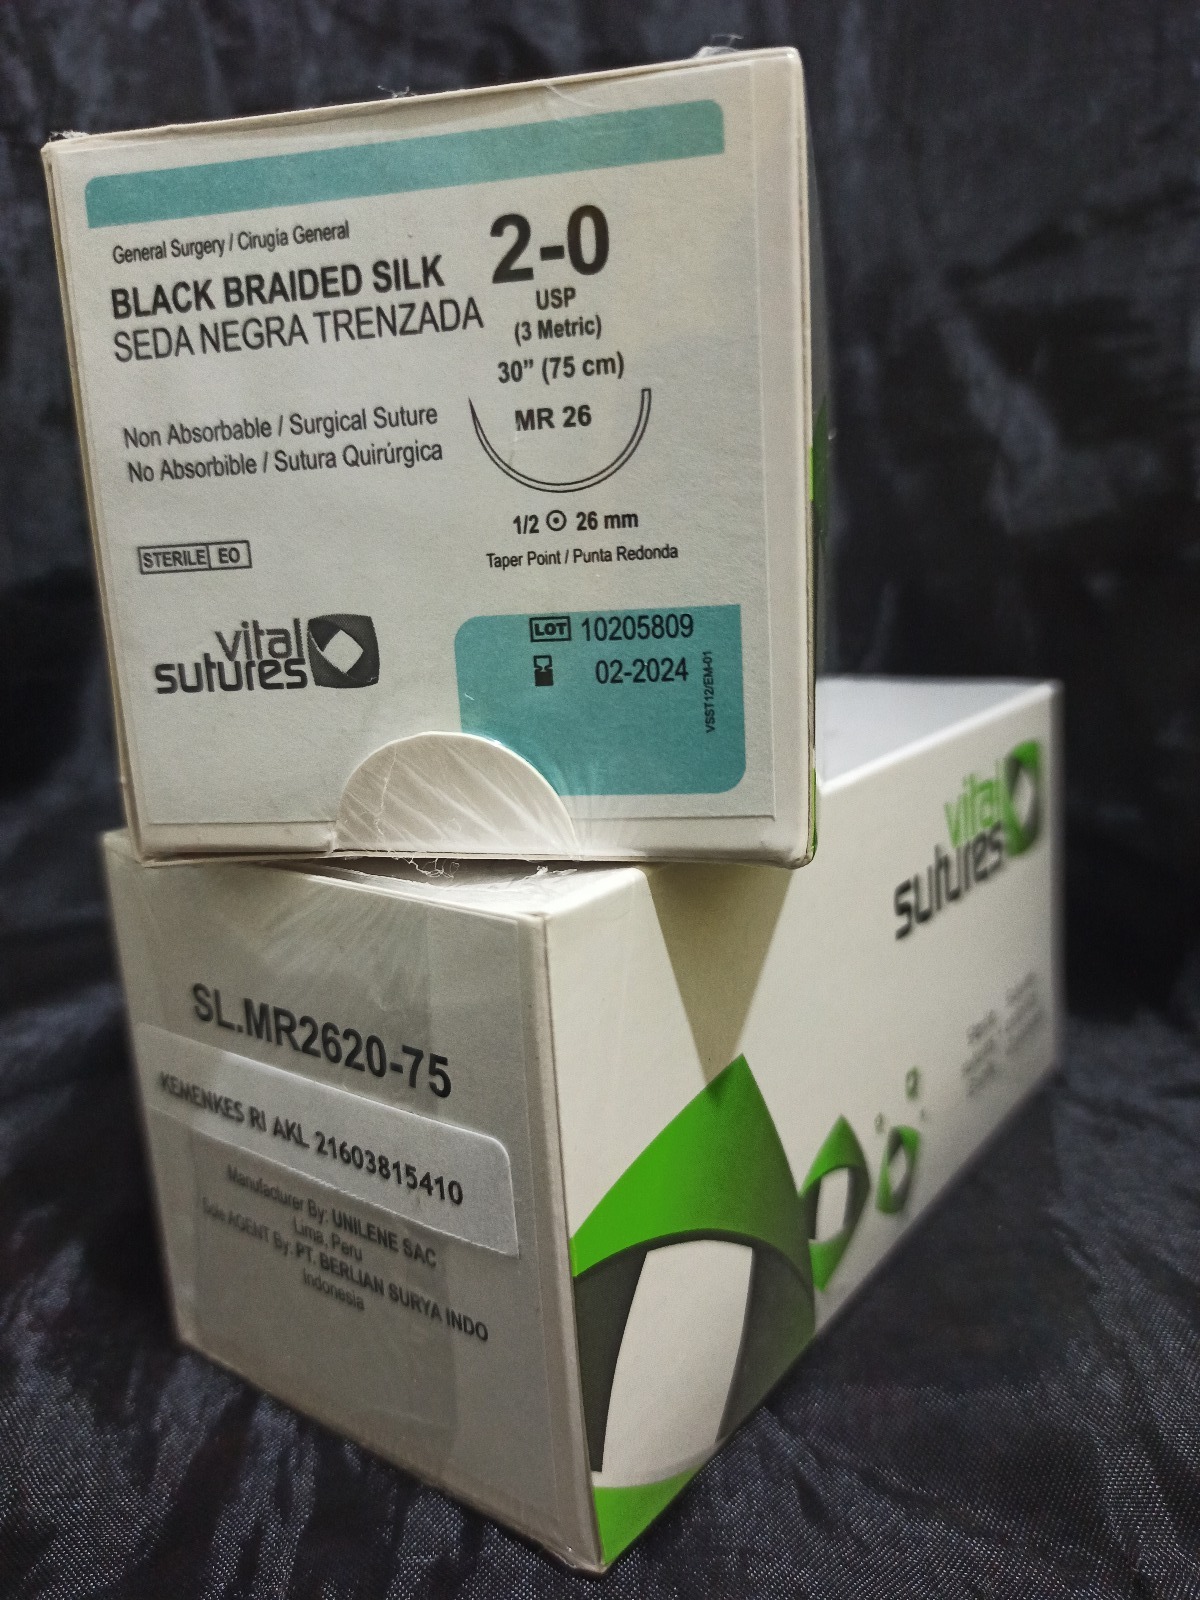 General Surgery / Cirugía General
BLACK BRAIDED SILK
SEDA NEGRA TRENZADA
2-0
USP
(3 Metric)
30" (75 cm)
MR 26
Non Absorbable / Surgical Suture
No Absorbible / Sutura Quirúrgica
1/2 26 mm
Taper Point / Punta Redonda
STERILE EO
vital
sutures
LOT 10205809
02-2024
VSST12/EM-01
vital
sutures
SL.MR2620-75
KEMENKES RI AKL 21603815410
Manufacturer By: UNILENE SAC
Lima, Peru
Sole AGENT By: PT. BERLIAN SURYA INDO
Indonesia